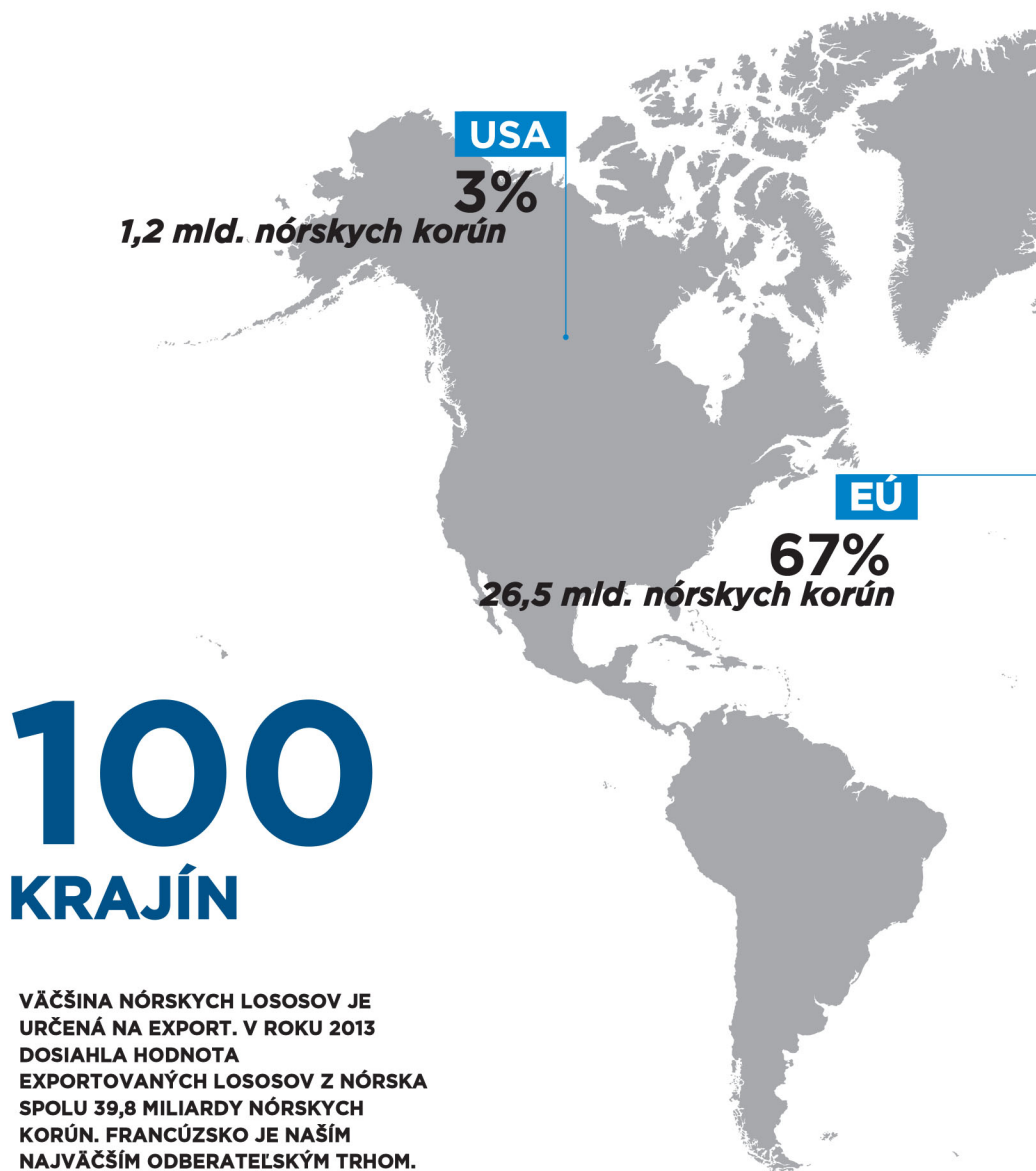 USA
3%
1,2 mld. nórskych korún
EÚ
67%
26,5 mld. nórskych korún
100
KRAJÍN
VÄČŠINA NÓRSKYCH LOSOSOV JE
URČENÁ NA EXPORT. V ROKU 2013
DOSIAHLA HODNOTA
EXPORTOVANÝCH LOSOSOV Z NÓRSKA
SPOLU 39,8 MILIARDY NÓRSKYCH
KORÚN. FRANCÚZSKO JE NAŠÍM
NAJVÄČŠÍM ODBERATEĽSKÝM TRHOM.